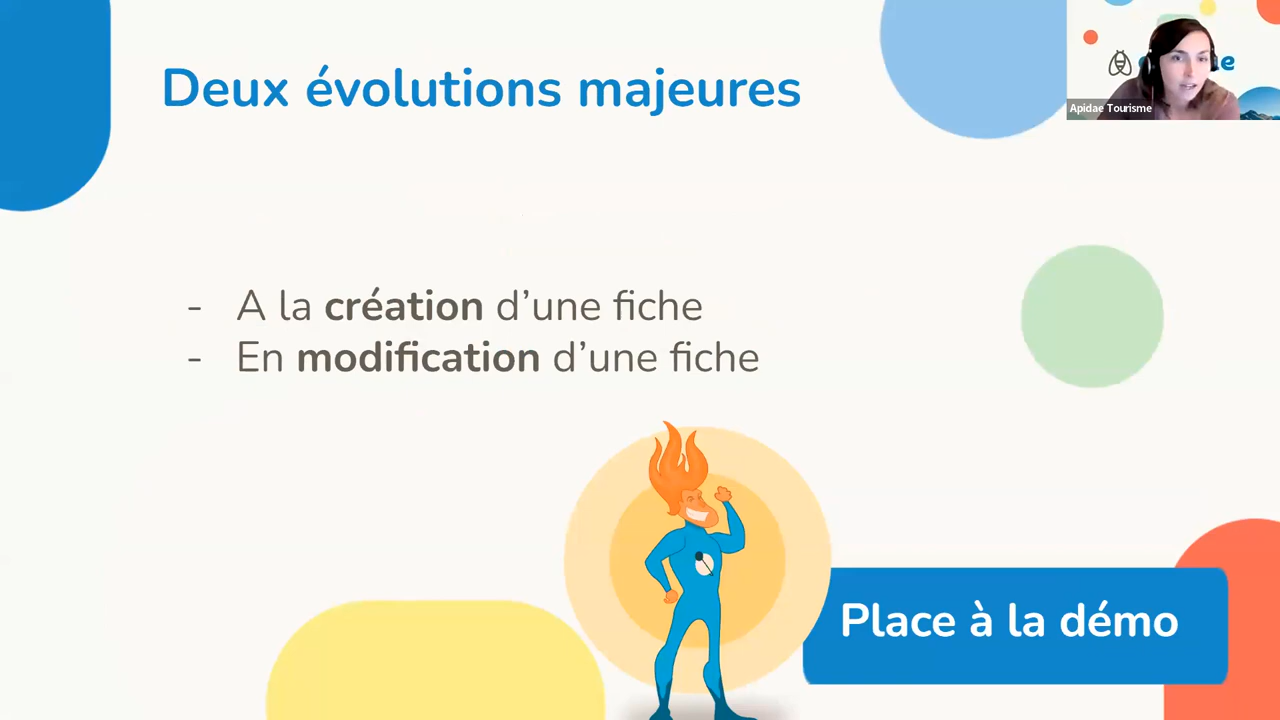 Deux évolutions majeures
Apidae Tourisme
- A la création d’une fiche
- En modification d’une fiche
Place à la démo